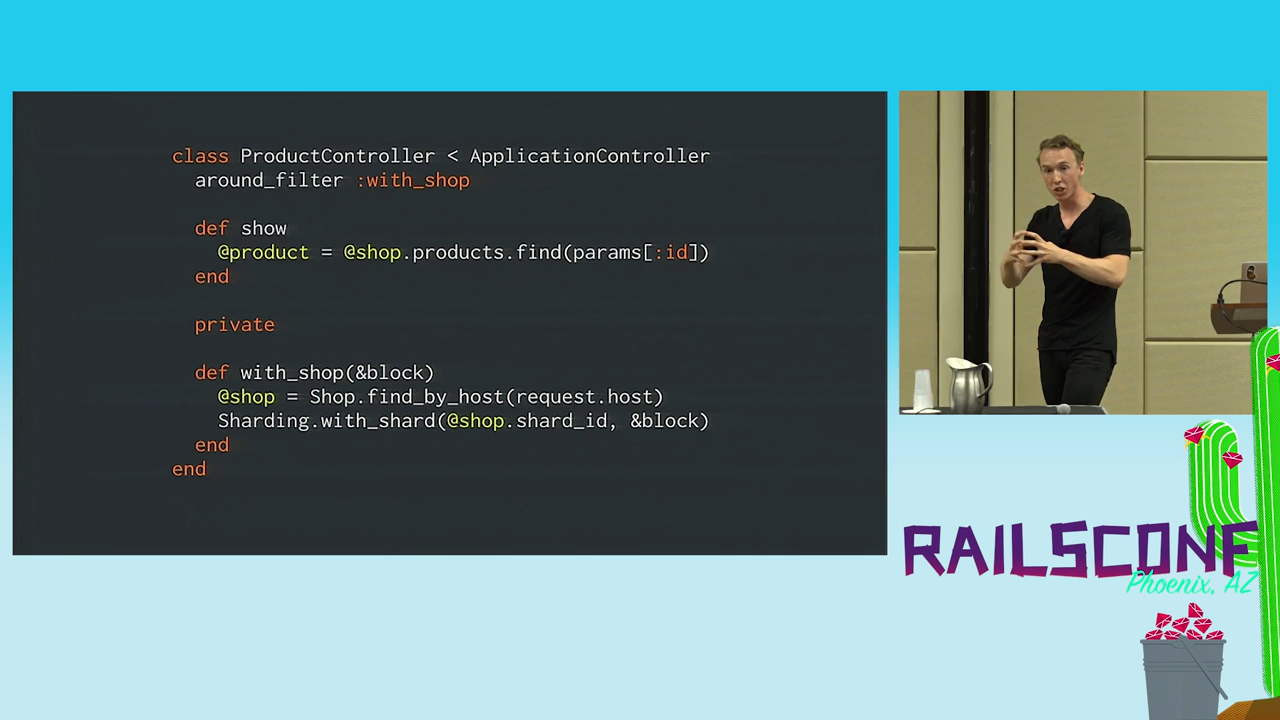 class ProductController < ApplicationController
  around_filter :with_shop

  def show
    @product = @shop.products.find(params[:id])
  end

  private

  def with_shop(&block)
    @shop = Shop.find_by_host(request.host)
    Sharding.with_shard(@shop.shard_id, &block)
  end
end
RAILSCONF
Phoenix, AZ